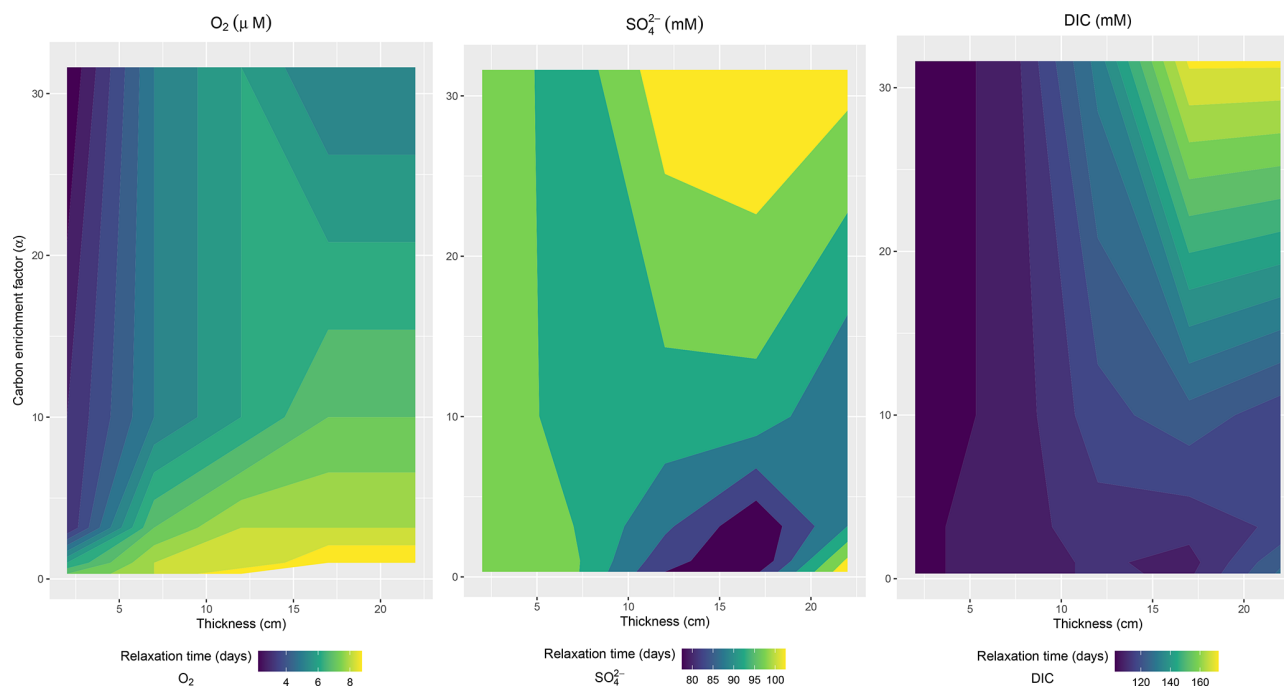 O₂ (μ M)
SO₄²⁻ (mM)
DIC (mM)
Carbon enrichment factor (α)
30
20
10
0
5 10 15 20
Thickness (cm)
30
20
10
0
5 10 15 20
Thickness (cm)
30
20
10
0
5 10 15 20
Thickness (cm)
Relaxation time (days)
O₂
4 6 8
Relaxation time (days)
SO₄²⁻
80 85 90 95 100
Relaxation time (days)
DIC
120 140 160